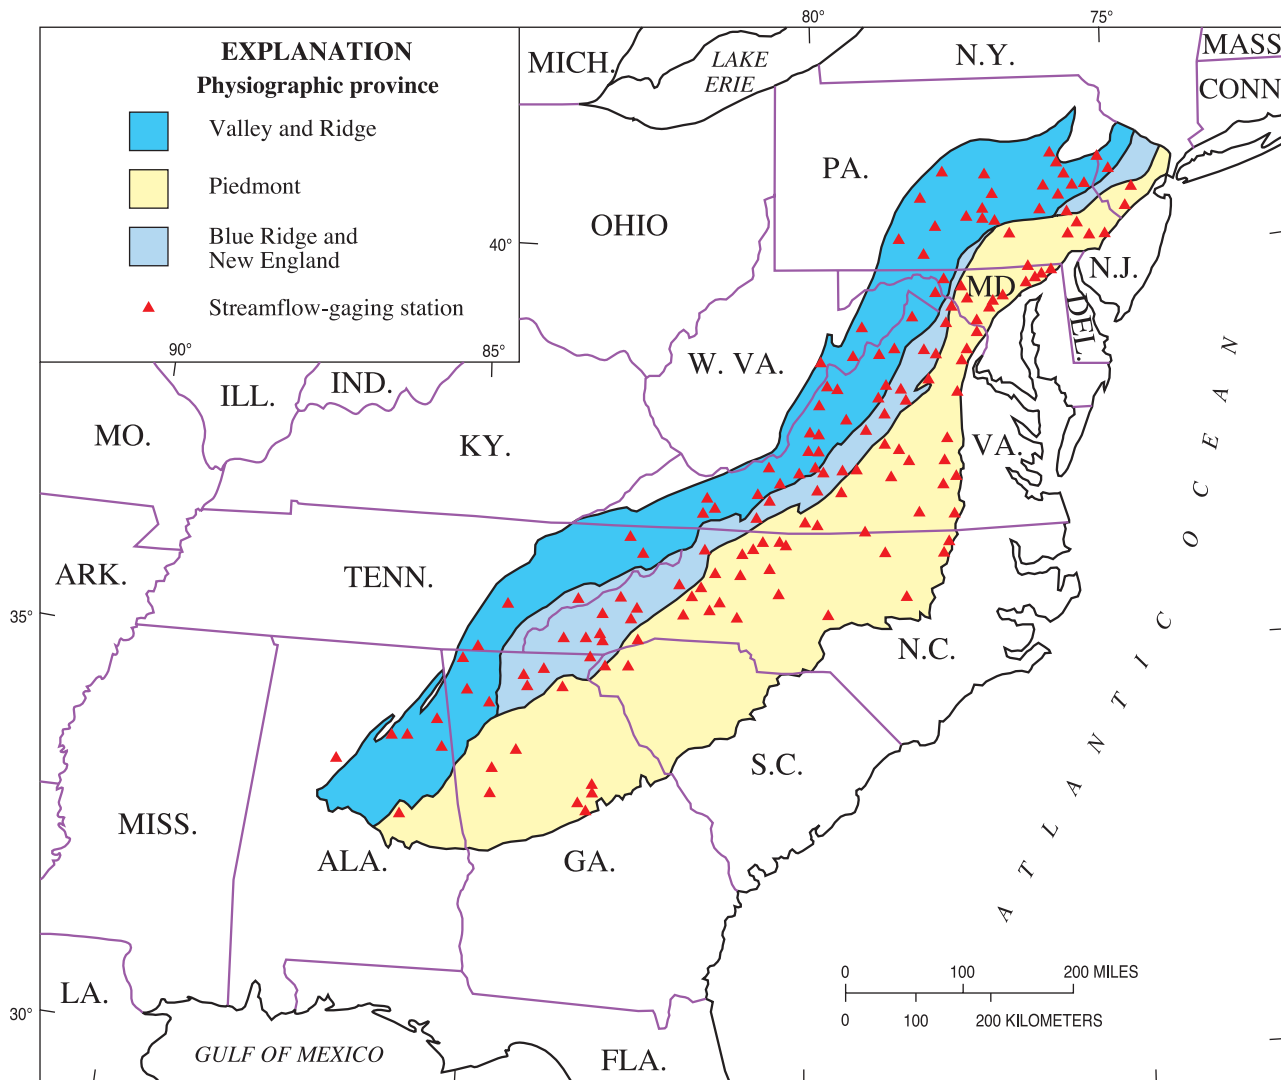 80°
75°
EXPLANATION
Physiographic province
Valley and Ridge
Piedmont
Blue Ridge and
New England
Streamflow-gaging station
MICH.
LAKE
ERIE
N.Y.
MASS
CONN
PA.
OHIO
40°
N.J.
MD
DEL.
W. VA.
90°
85°
ILL.
IND.
MO.
KY.
VA.
ARK.
TENN.
35°
N.C.
S.C.
MISS.
ALA.
GA.
ATLANTIC OCEAN
LA.
30°
GULF OF MEXICO
FLA.
0 100 200 MILES
0 100 200 KILOMETERS